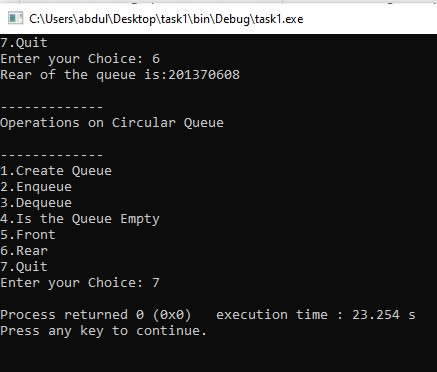 C:\Users\abdul\Desktop\task1\bin\Debug\task1.exe
7.Quit
Enter your Choice: 6
Rear of the queue is:201370608
-------------
Operations on Circular Queue
-------------
1.Create Queue
2.Enqueue
3.Dequeue
4.Is the Queue Empty
5.Front
6.Rear
7.Quit
Enter your Choice: 7
Process returned 0 (0x0)   execution time : 23.254 s
Press any key to continue.